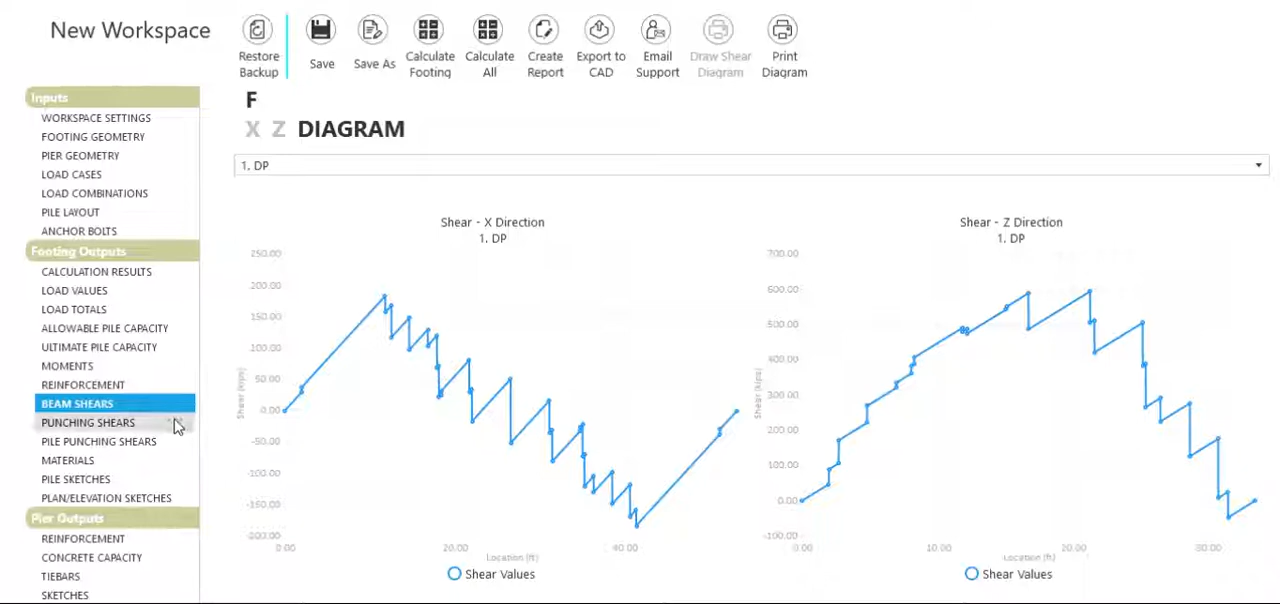 New Workspace
Restore Backup
Save
Save As
Calculate Footing
Calculate All
Create Report
Export to CAD
Email Support
Draw Shear Diagram
Print Diagram
Inputs
WORKSPACE SETTINGS
FOOTING GEOMETRY
PIER GEOMETRY
LOAD CASES
LOAD COMBINATIONS
PILE LAYOUT
ANCHOR BOLTS
Footing Outputs
CALCULATION RESULTS
LOAD VALUES
LOAD TOTALS
ALLOWABLE PILE CAPACITY
ULTIMATE PILE CAPACITY
MOMENTS
REINFORCEMENT
BEAM SHEARS
PUNCHING SHEARS
PILE PUNCHING SHEARS
MATERIALS
PILE SKETCHES
PLAN/ELEVATION SKETCHES
Pier Outputs
REINFORCEMENT
CONCRETE CAPACITY
TIEBARS
SKETCHES
F
X Z DIAGRAM
1. DP
Shear - X Direction
1. DP
250.00
200.00
150.00
100.00
50.00
0.00
-50.00
-100.00
-150.00
-200.00
Shear (kips)
0.00 20.00 40.00
Location (ft)
Shear Values
Shear - Z Direction
1. DP
700.00
600.00
500.00
400.00
300.00
200.00
100.00
0.00
-100.00
Shear (kips)
0.00 10.00 20.00 30.00
Location (ft)
Shear Values